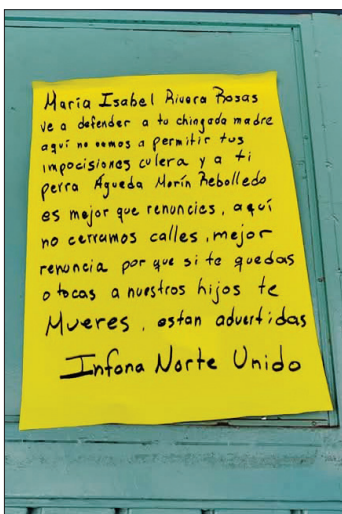 María Isabel Rivera Rosas
ve a defender a tu chingada madre
aquí no vamos a permitir tus
impocisiones culera y a ti
perra Águeda Morín Rebolledo
es mejor que renuncies, aquí
no cerramos calles, mejor
renuncia por que si te quedas
o tocas a nuestros hijos te
Mueres, estan advertidas
Infona Norte Unido